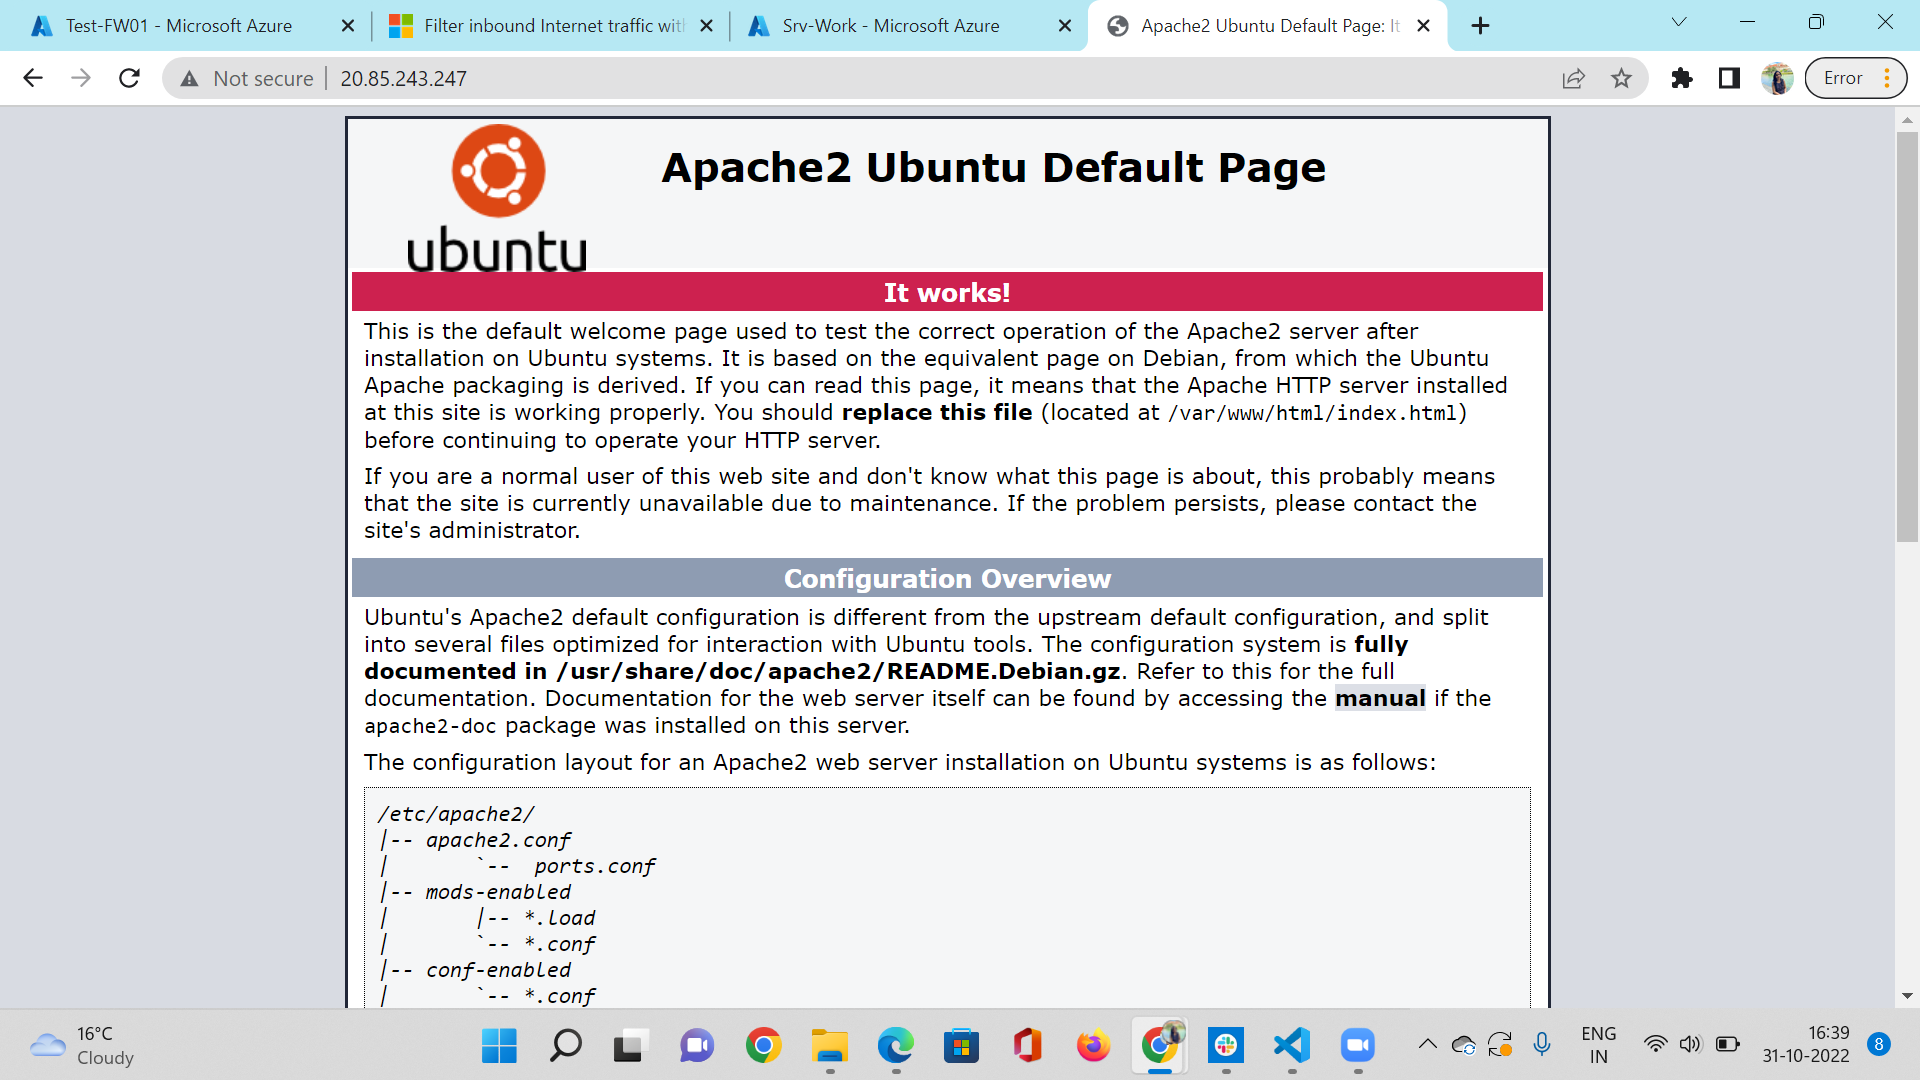 Test-FW01 - Microsoft Azure
Filter inbound Internet traffic with
Srv-Work - Microsoft Azure
Apache2 Ubuntu Default Page: It
Not secure
20.85.243.247
Error
ubuntu
Apache2 Ubuntu Default Page
It works!
This is the default welcome page used to test the correct operation of the Apache2 server after
installation on Ubuntu systems. It is based on the equivalent page on Debian, from which the Ubuntu
Apache packaging is derived. If you can read this page, it means that the Apache HTTP server installed
at this site is working properly. You should replace this file (located at /var/www/html/index.html)
before continuing to operate your HTTP server.
If you are a normal user of this web site and don't know what this page is about, this probably means
that the site is currently unavailable due to maintenance. If the problem persists, please contact the
site's administrator.
Configuration Overview
Ubuntu's Apache2 default configuration is different from the upstream default configuration, and split
into several files optimized for interaction with Ubuntu tools. The configuration system is fully
documented in /usr/share/doc/apache2/README.Debian.gz. Refer to this for the full
documentation. Documentation for the web server itself can be found by accessing the manual if the
apache2-doc package was installed on this server.
The configuration layout for an Apache2 web server installation on Ubuntu systems is as follows:
/etc/apache2/
|-- apache2.conf
|       `--  ports.conf
|-- mods-enabled
|       |-- *.load
|       `-- *.conf
|-- conf-enabled
|       `-- *.conf
16°C
Cloudy
ENG
IN
16:39
31-10-2022
8